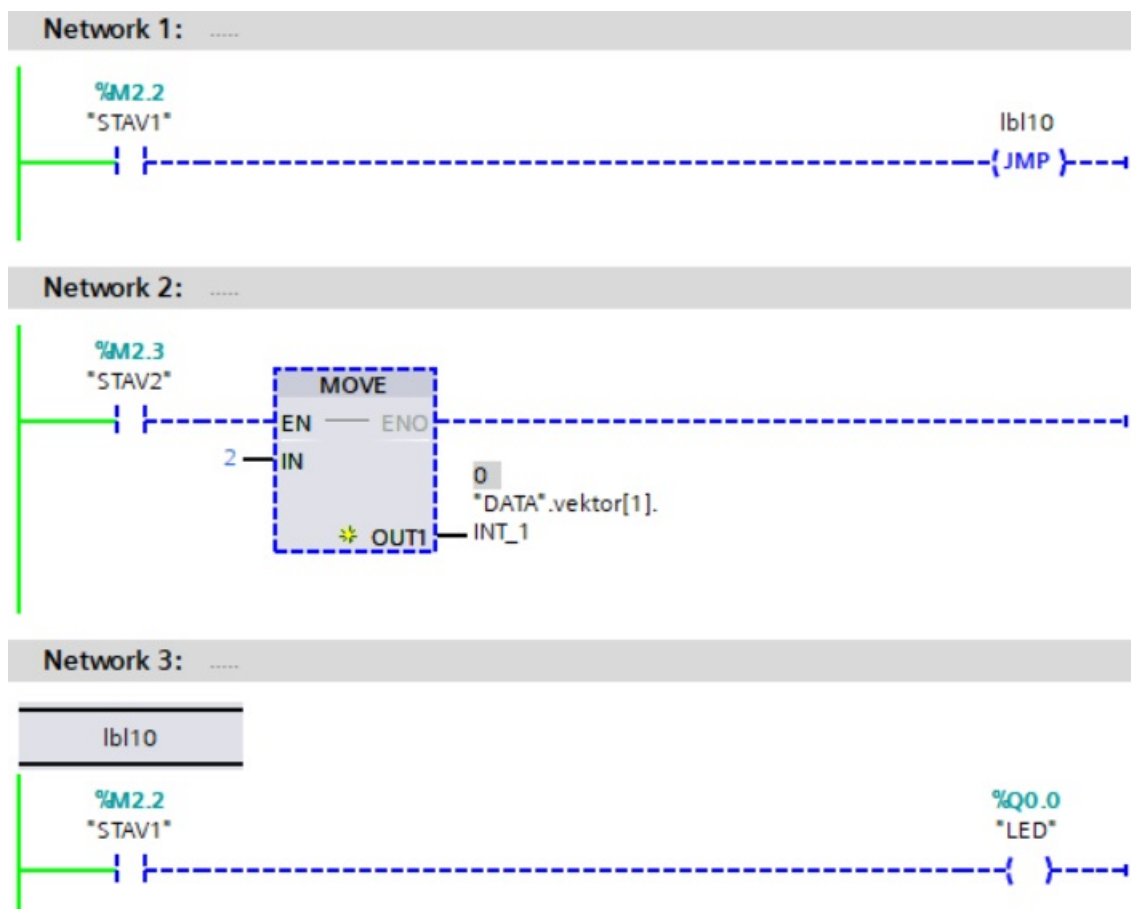 Network 1: .....
%M2.2
"STAV1"
lbl10
JMP
Network 2: .....
%M2.3
"STAV2"
MOVE
EN ENO
2 IN
0
"DATA".vektor[1].
OUT1 INT_1
Network 3: .....
lbl10
%M2.2
"STAV1"
%Q0.0
"LED"